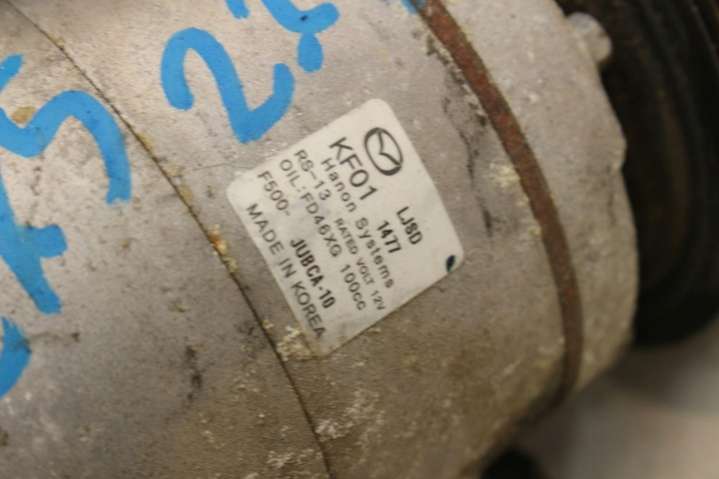 LJSD
KF01 1477
Hanon Systems
RS-13 RATED VOLT 12V
OIL:FD46XG 100cc
F500- JUBCA-10
MADE IN KOREA